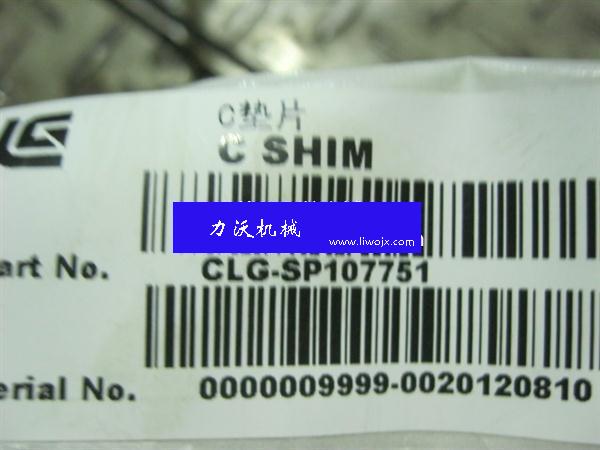 C垫片
C SHIM
力沃机械
www.liwojx.com
art No. CLG-SP107751
erial No. 0000009999-0020120810